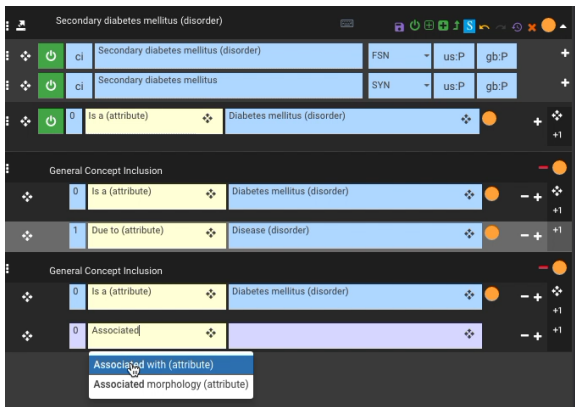 Secondary diabetes mellitus (disorder) S
ci Secondary diabetes mellitus (disorder) FSN us:P gb:P +
ci Secondary diabetes mellitus SYN us:P gb:P +
0 Is a (attribute) Diabetes mellitus (disorder) +
+1
General Concept Inclusion
0 Is a (attribute) Diabetes mellitus (disorder) - +
+1
1 Due to (attribute) Disease (disorder) - + +1
General Concept Inclusion
0 Is a (attribute) Diabetes mellitus (disorder) - +
+1
0 Associated - + +1
Associated with (attribute)
Associated morphology (attribute)